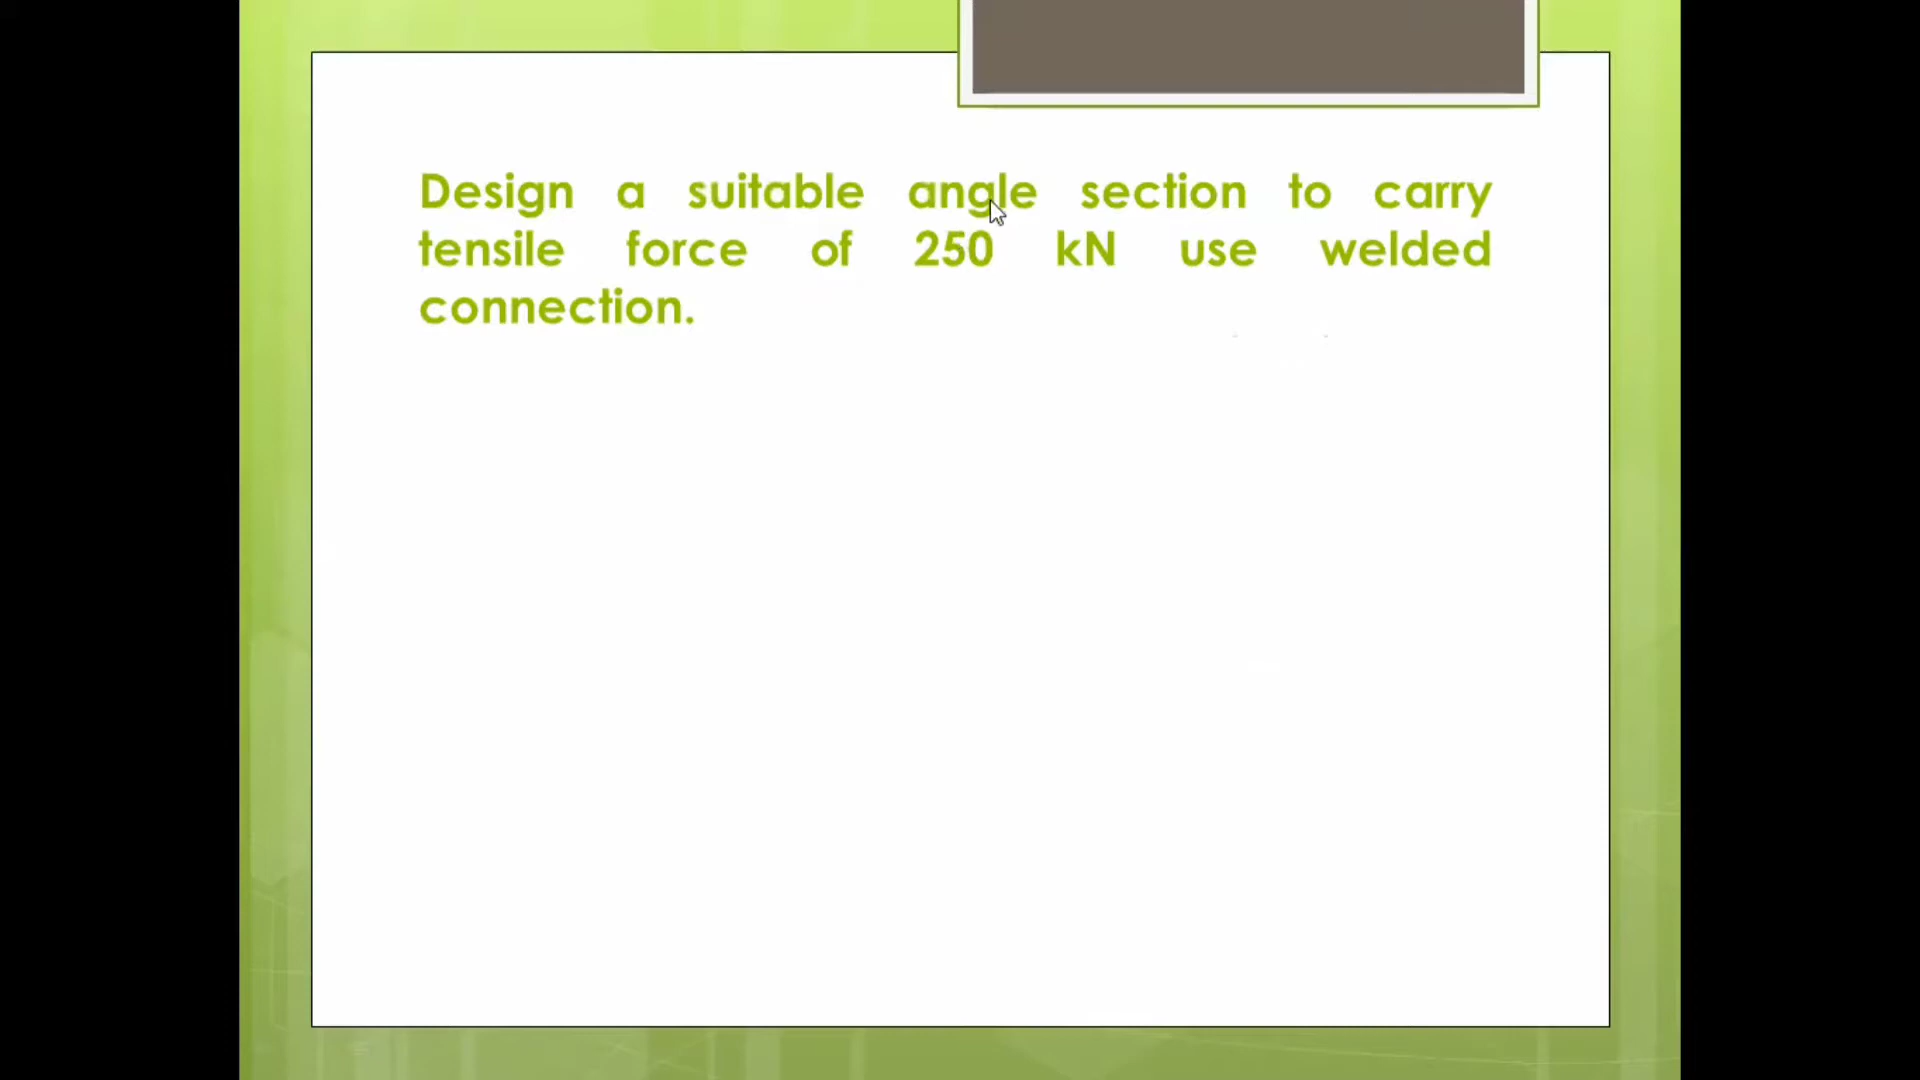 Design a suitable angle section to carry
tensile force of 250 kN use welded
connection.